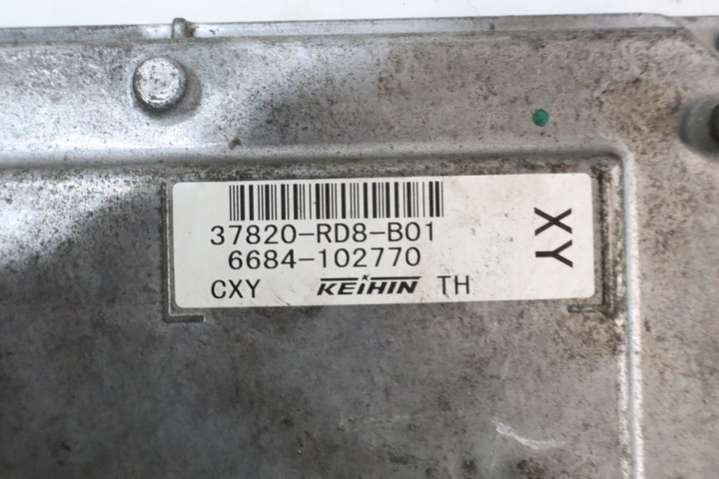 37820-RD8-B01
6684-102770
CXY KEIHIN TH
XY